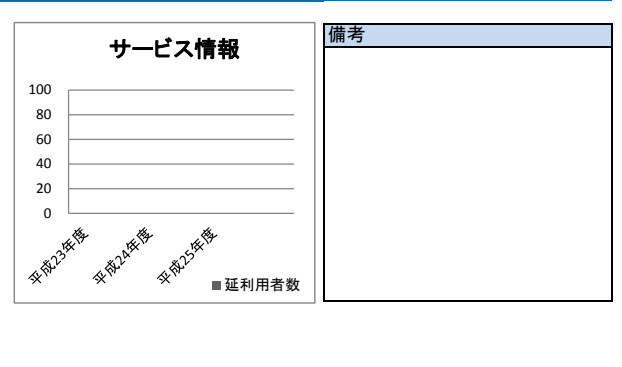 サービス情報
100
80
60
40
20
0
平成23年度
平成24年度
平成25年度
延利用者数
備考